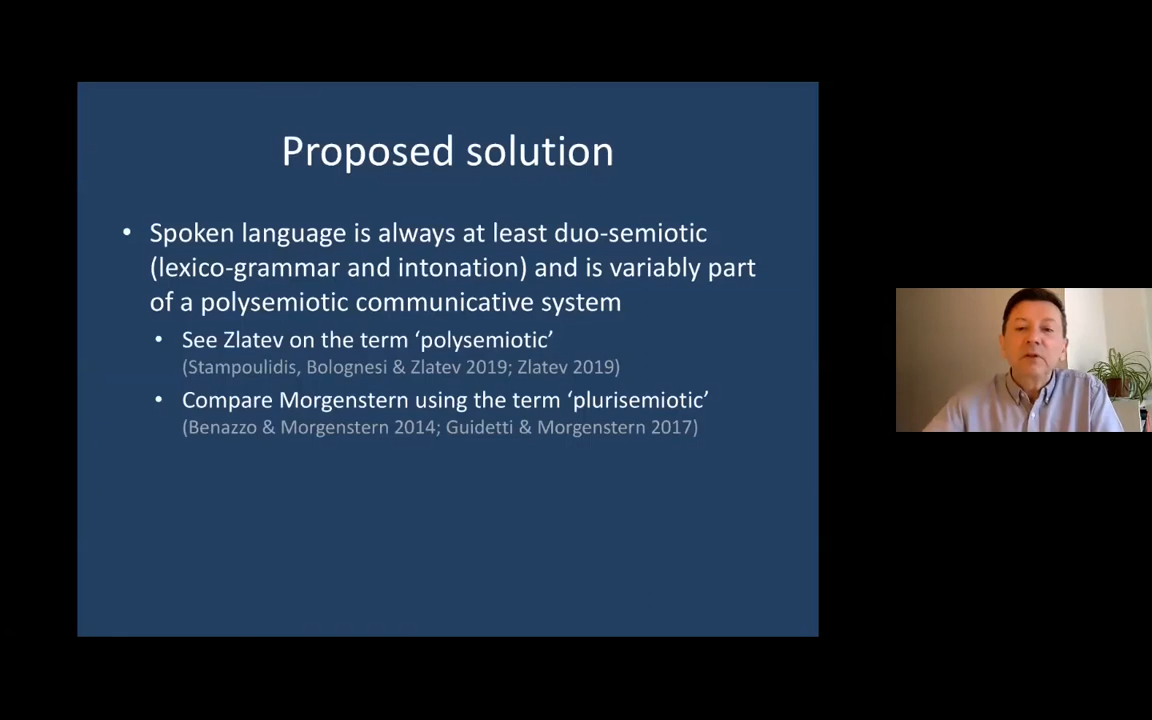 Proposed solution
• Spoken language is always at least duo-semiotic
(lexico-grammar and intonation) and is variably part
of a polysemiotic communicative system
• See Zlatev on the term ‘polysemiotic’
(Stampoulidis, Bolognesi & Zlatev 2019; Zlatev 2019)
• Compare Morgenstern using the term ‘plurisemiotic’
(Benazzo & Morgenstern 2014; Guidetti & Morgenstern 2017)